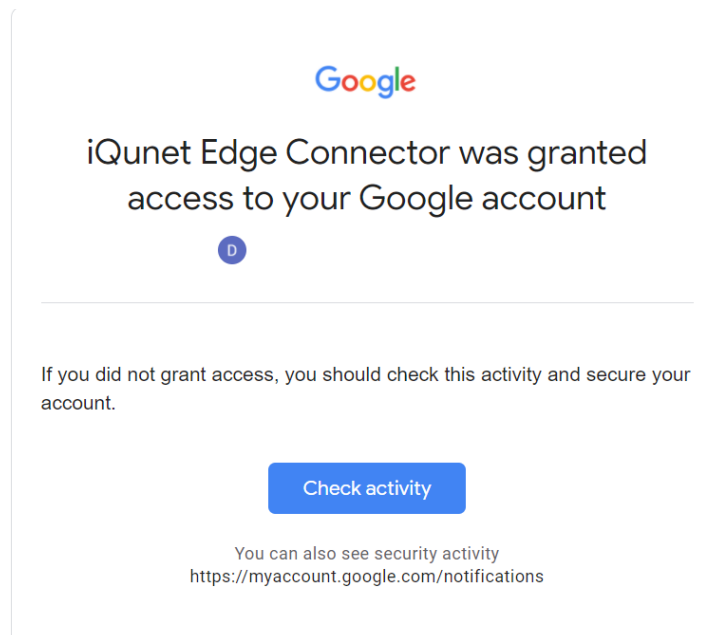 Google
iQunet Edge Connector was granted
access to your Google account
D
If you did not grant access, you should check this activity and secure your
account.
Check activity
You can also see security activity
https://myaccount.google.com/notifications